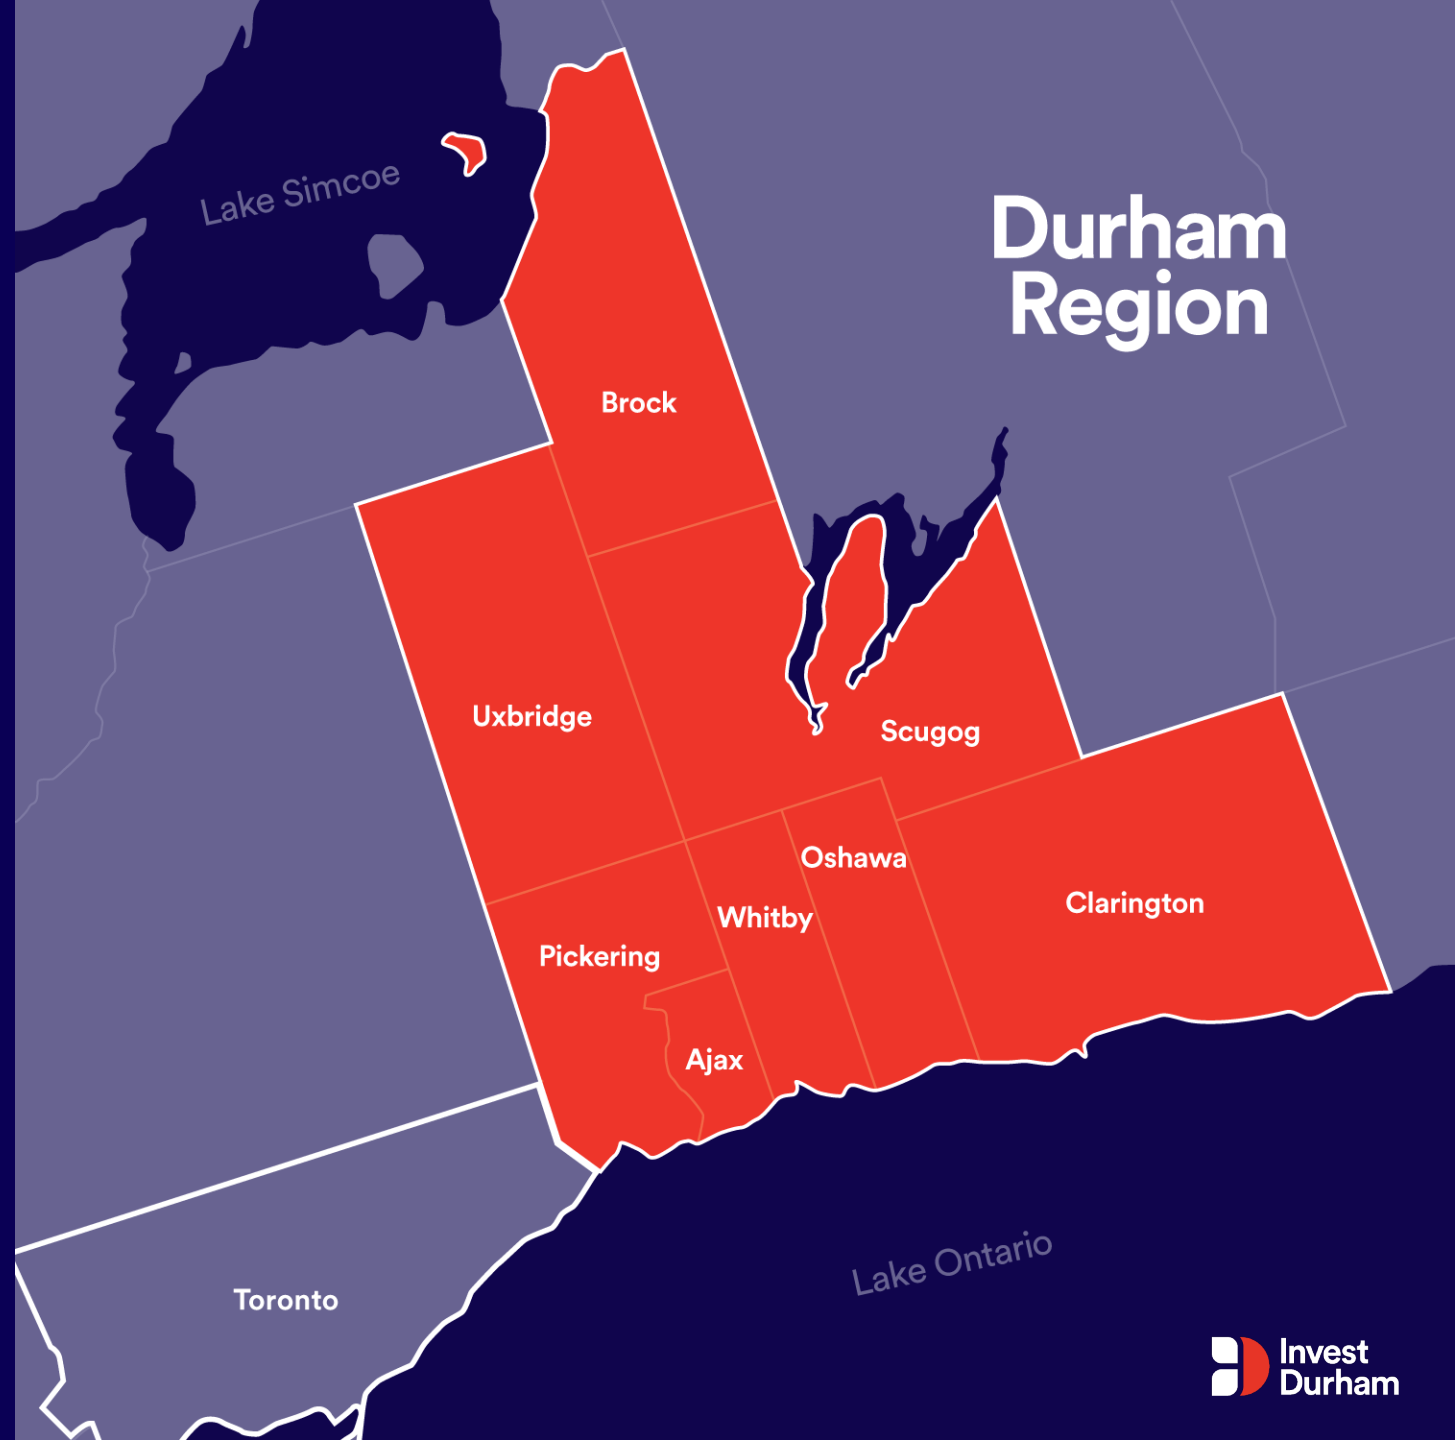 Lake Simcoe
Durham
Region
Brock
Uxbridge
Scugog
Oshawa
Clarington
Whitby
Pickering
Ajax
Lake Ontario
Toronto
Invest
Durham